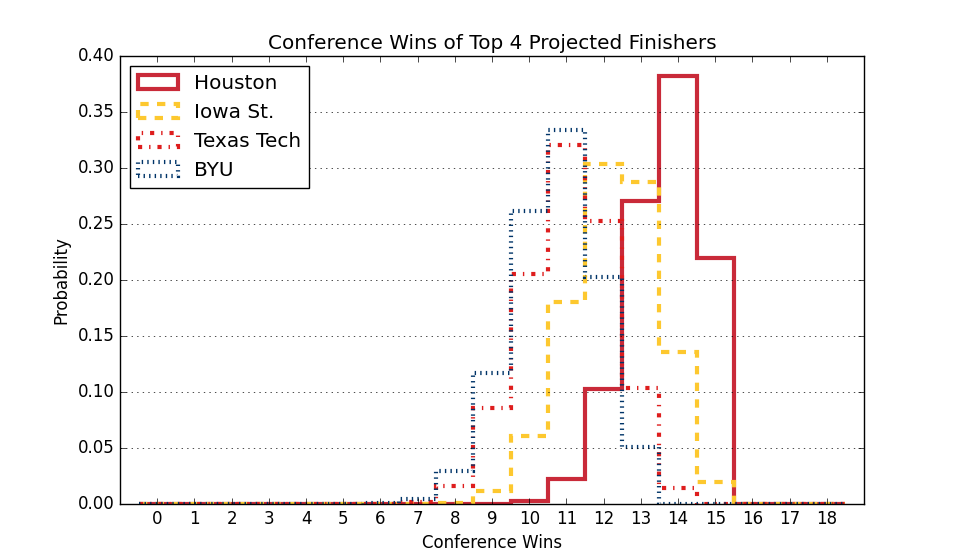 Conference Wins of Top 4 Projected Finishers
0.40
0.35
0.30
0.25
0.20
0.15
0.10
0.05
0.00
Probability
Houston
Iowa St.
Texas Tech
BYU
0 1 2 3 4 5 6 7 8 9 10 11 12 13 14 15 16 17 18
Conference Wins